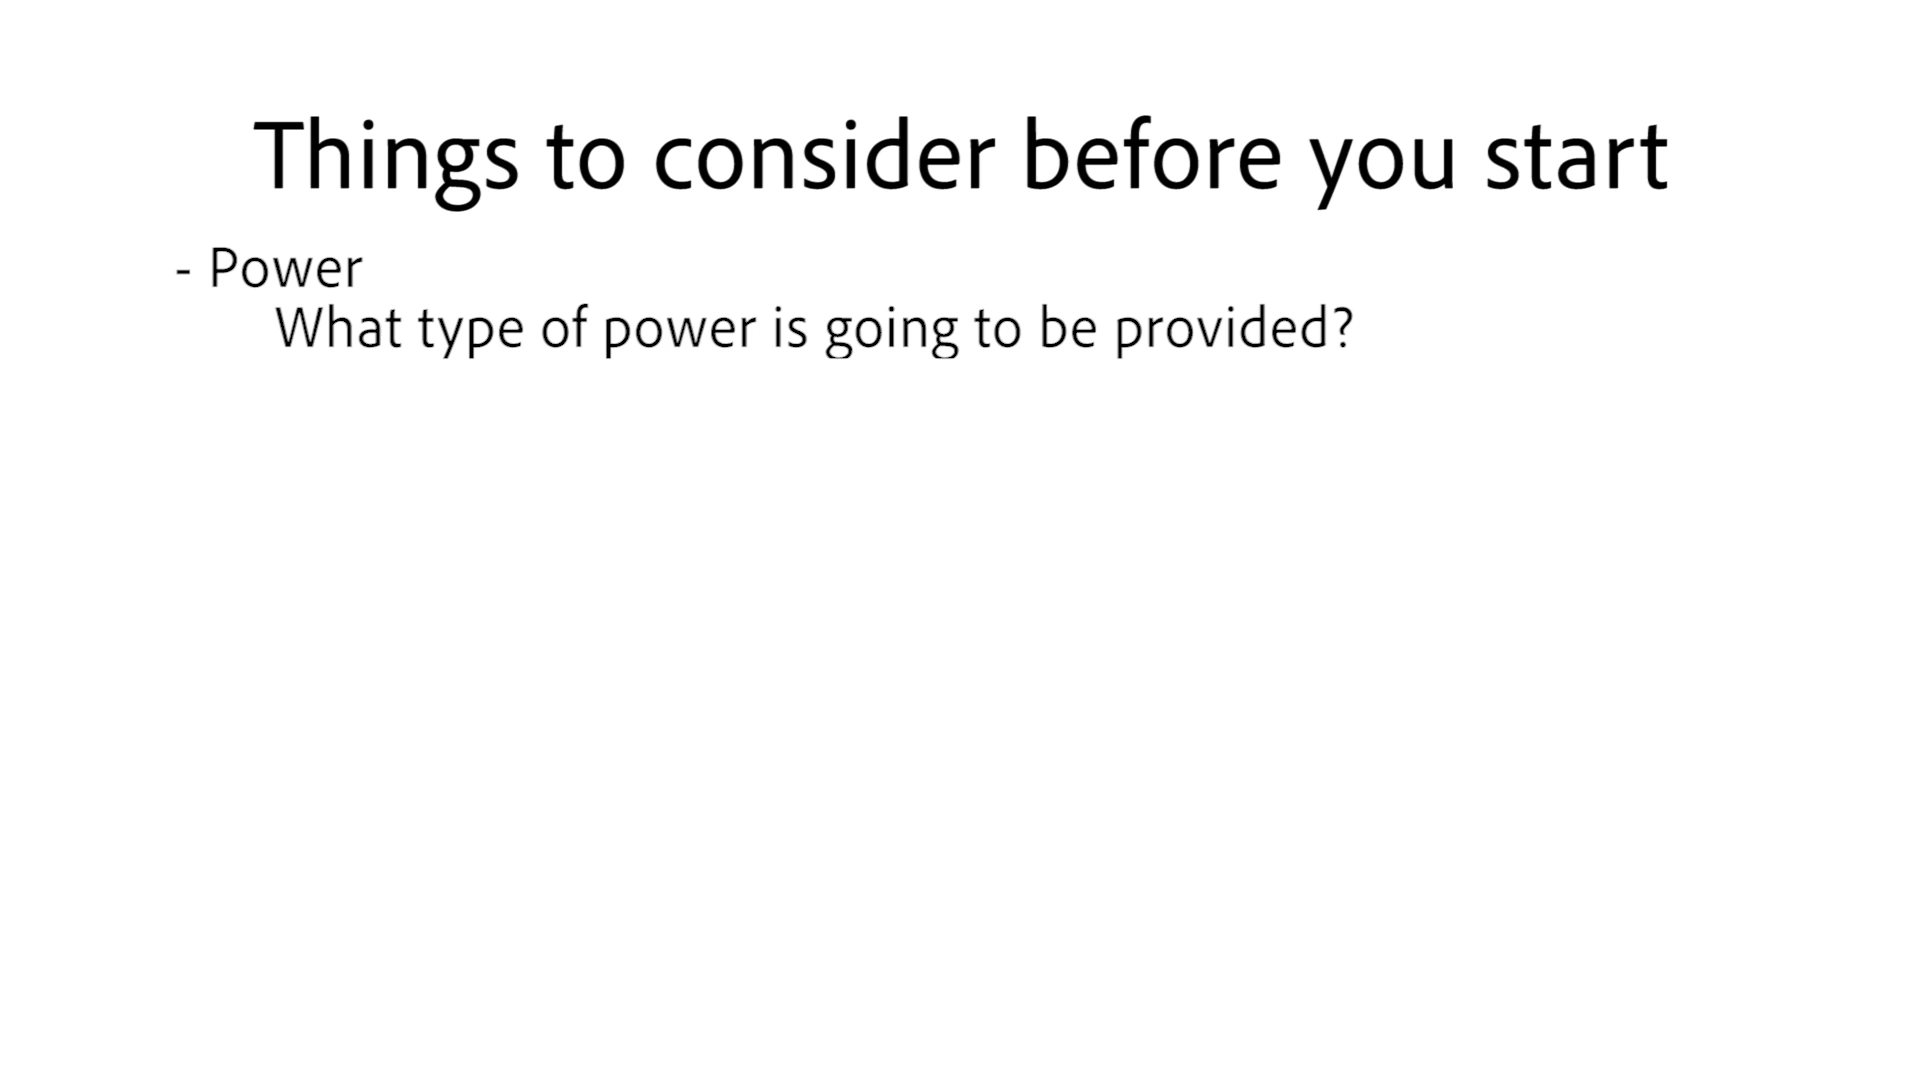 Things to consider before you start
- Power
What type of power is going to be provided?